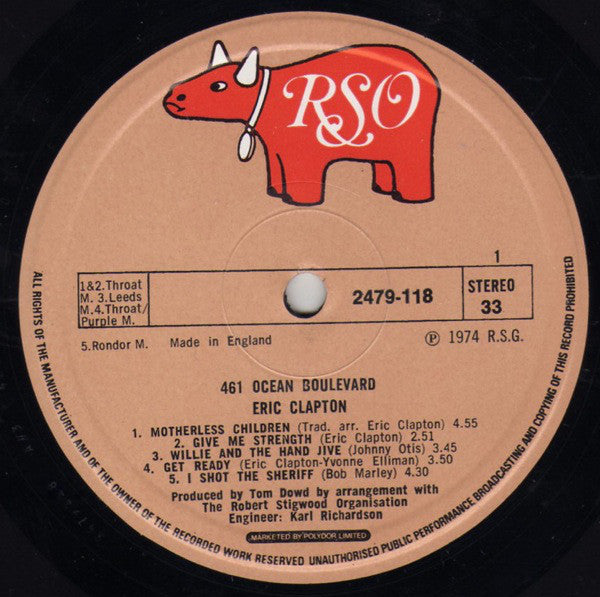 RSO
1
1&2.Throat
M. 3.Leeds
M.4.Throat/
Purple M.
2479-118
STEREO
33
5.Rondor M. Made in England
Ⓟ 1974 R.S.G.
461 OCEAN BOULEVARD
ERIC CLAPTON
1. MOTHERLESS CHILDREN (Trad. arr. Eric Clapton) 4.55
2. GIVE ME STRENGTH (Eric Clapton) 2.51
3. WILLIE AND THE HAND JIVE (Johnny Otis) 3.45
4. GET READY (Eric Clapton-Yvonne Elliman) 3.50
5. I SHOT THE SHERIFF (Bob Marley) 4.30
Produced by Tom Dowd by arrangement with
The Robert Stigwood Organisation
Engineer: Karl Richardson
MARKETED BY POLYDOR LIMITED
ALL RIGHTS OF THE MANUFACTURER AND OF THE OWNER OF THE RECORDED WORK RESERVED UNAUTHORISED PUBLIC PERFORMANCE BROADCASTING AND COPYING OF THIS RECORD PROHIBITED